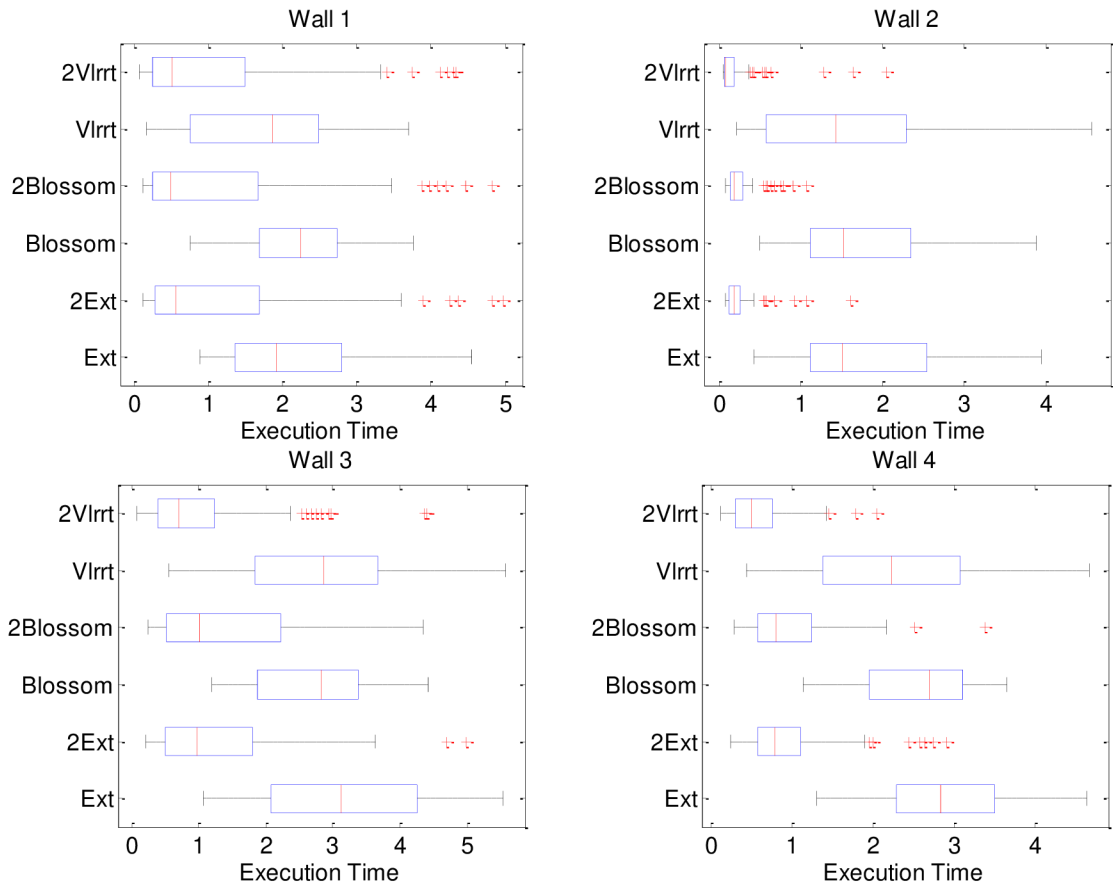 Wall 1
2VIrrt
VIrrt
2Blossom
Blossom
2Ext
Ext
0 1 2 3 4 5
Execution Time
Wall 2
2VIrrt
VIrrt
2Blossom
Blossom
2Ext
Ext
0 1 2 3 4
Execution Time
Wall 3
2VIrrt
VIrrt
2Blossom
Blossom
2Ext
Ext
0 1 2 3 4 5
Execution Time
Wall 4
2VIrrt
VIrrt
2Blossom
Blossom
2Ext
Ext
0 1 2 3 4
Execution Time